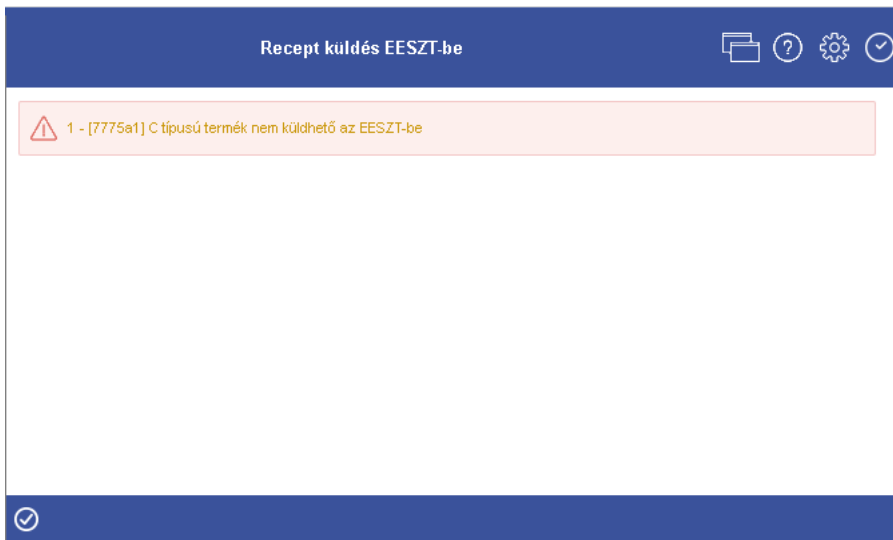 Recept küldés EESZT-be
1 - [7775a1] C típusú termék nem küldhető az EESZT-be